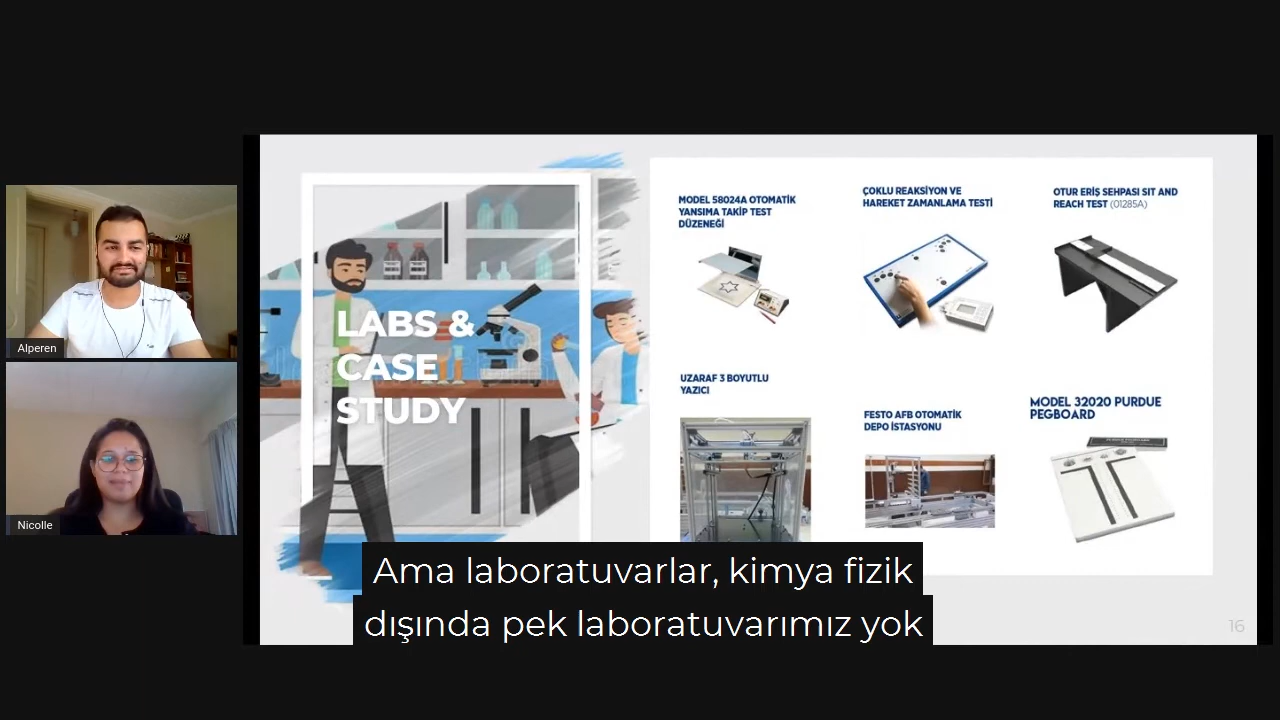 Alperen
Nicolle
LABS &
CASE
STUDY
MODEL 58024A OTOMATİK
YANSIMA TAKİP TEST
DÜZENEĞİ
ÇOKLU REAKSİYON VE
HAREKET ZAMANLAMA TESTİ
OTUR ERİŞ SEHPASI SIT AND
REACH TEST (01285A)
UZARAF 3 BOYUTLU
YAZICI
FESTO AFB OTOMATİK
DEPO İSTASYONU
MODEL 32020 PURDUE
PEGBOARD
Ama laboratuvarlar, kimya fizik
dışında pek laboratuvarımız yok
16